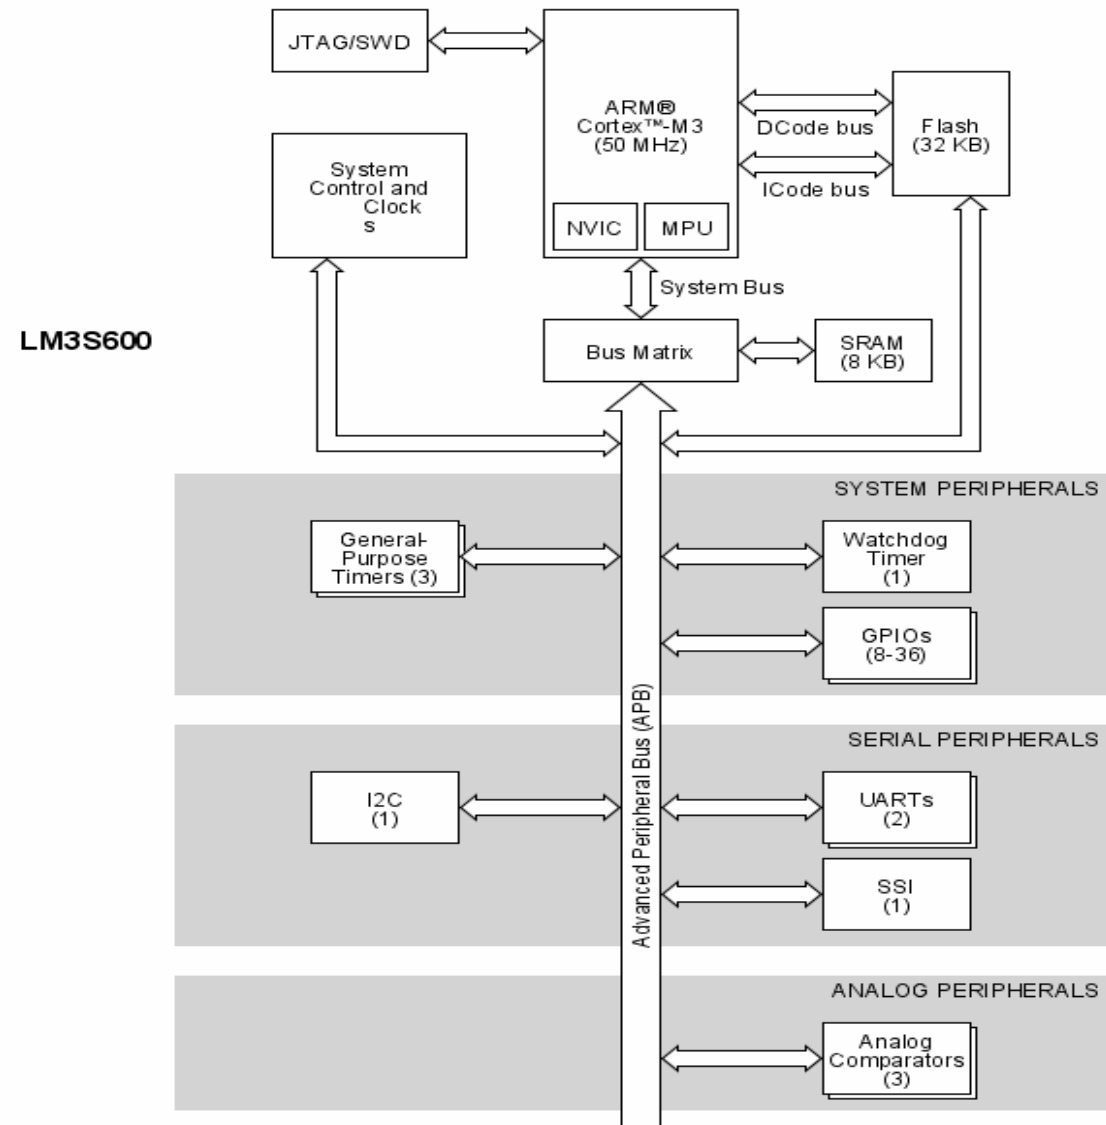 JTAG/SWD
ARM®
Cortex™-M3
(50 MHz)
NVIC
MPU
DCode bus
ICode bus
Flash
(32 KB)
System
Control and
Clock
s
System Bus
LM3S600
Bus Matrix
SRAM
(8 KB)
SYSTEM PERIPHERALS
General-
Purpose
Timers (3)
Watchdog
Timer
(1)
GPIOs
(8-36)
Advanced Peripheral Bus (APB)
SERIAL PERIPHERALS
I2C
(1)
UARTs
(2)
SSI
(1)
ANALOG PERIPHERALS
Analog
Comparators
(3)